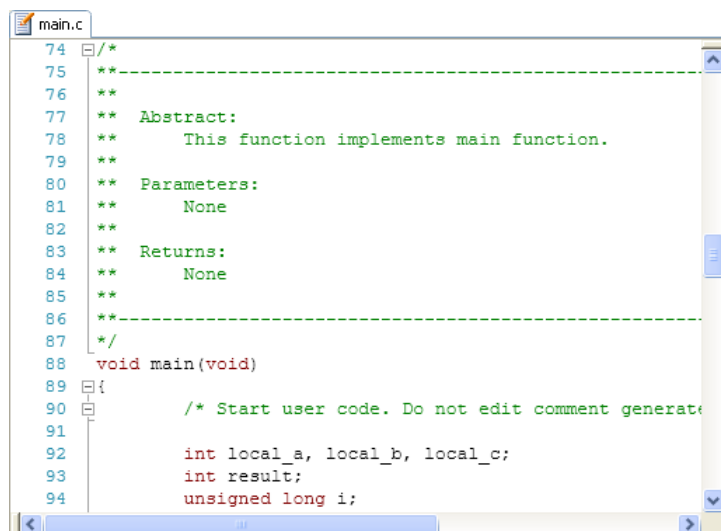 main.c
74 /*
75 **-------------------------------------------------------
76 **
77 ** Abstract:
78 ** This function implements main function.
79 **
80 ** Parameters:
81 ** None
82 **
83 ** Returns:
84 ** None
85 **
86 **-------------------------------------------------------
87 */
88 void main(void)
89 {
90 /* Start user code. Do not edit comment generate
91
92 int local_a, local_b, local_c;
93 int result;
94 unsigned long i;